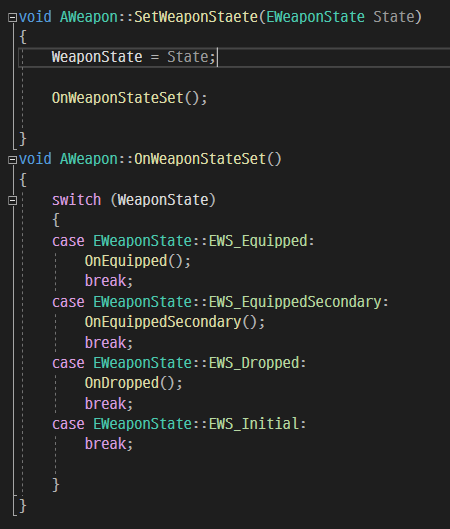 void AWeapon::SetWeaponStaete(EWeaponState State)
{
WeaponState = State;
OnWeaponStateSet();
}
void AWeapon::OnWeaponStateSet()
{
switch (WeaponState)
{
case EWeaponState::EWS_Equipped:
OnEquipped();
break;
case EWeaponState::EWS_EquippedSecondary:
OnEquippedSecondary();
break;
case EWeaponState::EWS_Dropped:
OnDropped();
break;
case EWeaponState::EWS_Initial:
break;
}
}